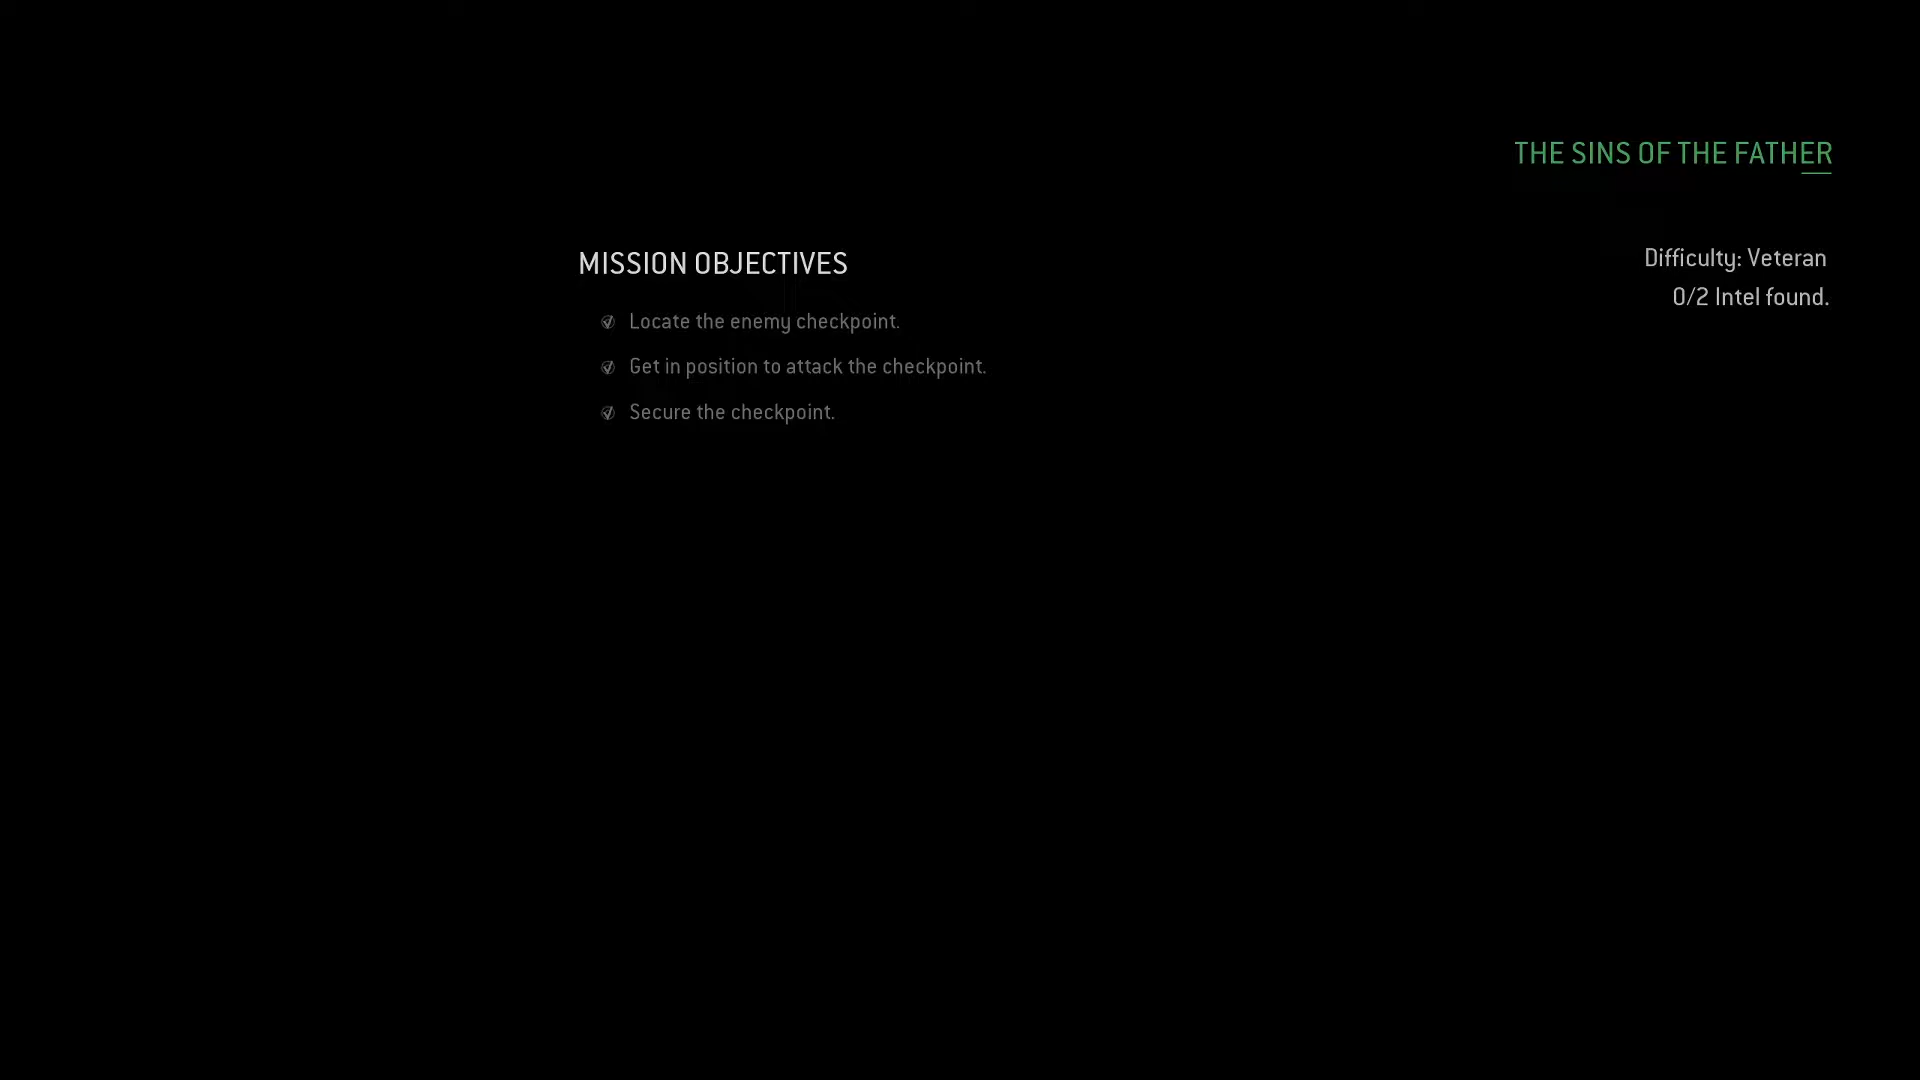 THE SINS OF THE FATHER
MISSION OBJECTIVES
Difficulty: Veteran
0/2 Intel found.
Locate the enemy checkpoint.
Get in position to attack the checkpoint.
Secure the checkpoint.